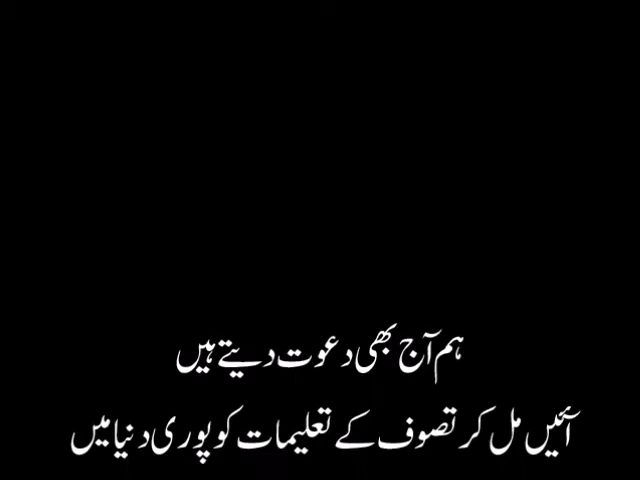 ہم آج بھی دعوت دیتے ہیں
آئیں مل کر تصوف کے تعلیمات کو پوری دنیا میں